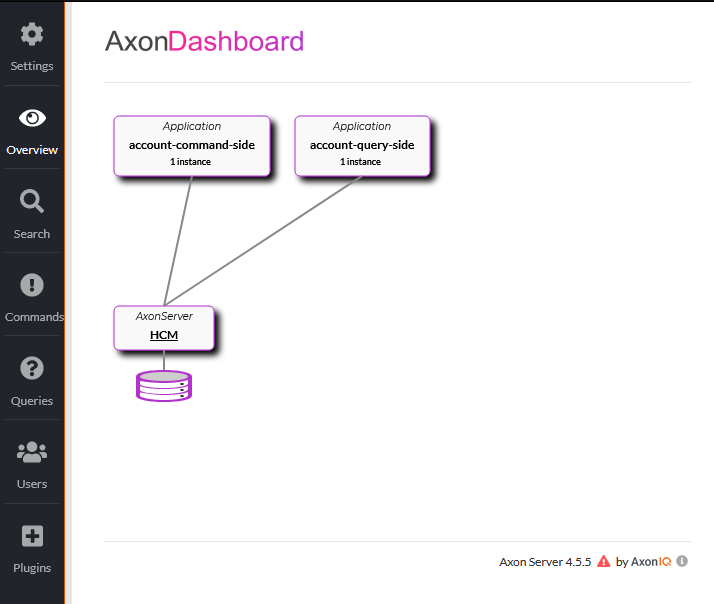 AxonDashboard
Settings
Overview
Search
Commands
Queries
Users
Plugins
Application
account-command-side
1 instance
Application
account-query-side
1 instance
AxonServer
HCM
Axon Server 4.5.5 by AxonIQ